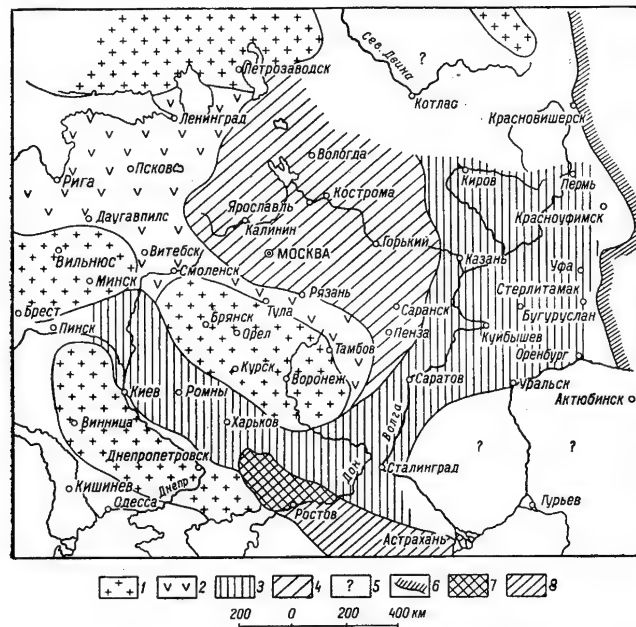 ?
Сев. Двина
Петрозаводск
Котлас
Ленинград
Красновишерск
Псков
Вологда
Киров
Пермь
Рига
Ярославль
Кострома
Красноуфимск
Даугавпилс
Калинин
Горький
Казань
Вильнюс
Витебск
МОСКВА
Уфа
Минск
Смоленск
Рязань
Стерлитамак
Брест
Брянск
Тула
Саранск
Бугуруслан
Пинск
Орел
Пенза
Куйбышев
Тамбов
Оренбург
Курск
Воронеж
Саратов
Уральск
Киев
Ромны
Актюбинск
Винница
Харьков
Волга
?
?
Днепропетровск
Дон
Сталинград
Кишинев
Днепр
Одесса
Ростов
Гурьев
Астрахань
1 2 3 4 ? 5 6 7 8
200 0 200 400 км